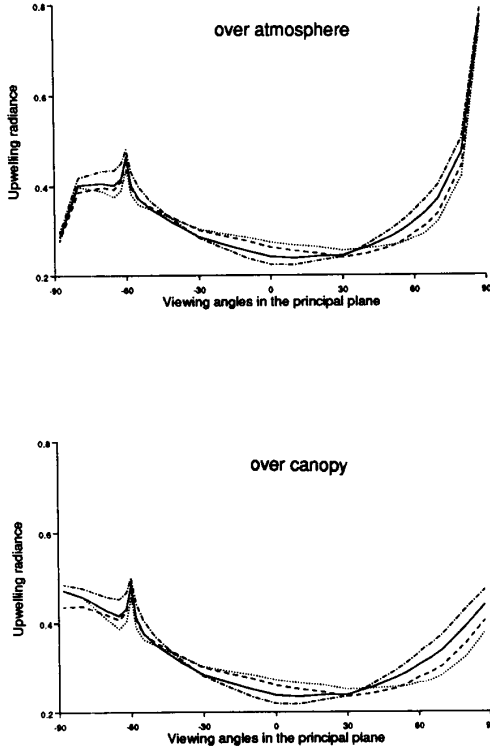 over atmosphere
Upwelling radiance
0.8
0.6
0.4
0.2
-90 -60 -30 0 30 60 90
Viewing angles in the principal plane
over canopy
Upwelling radiance
0.8
0.6
0.4
0.2
-90 -60 -30 0 30 60 90
Viewing angles in the principal plane